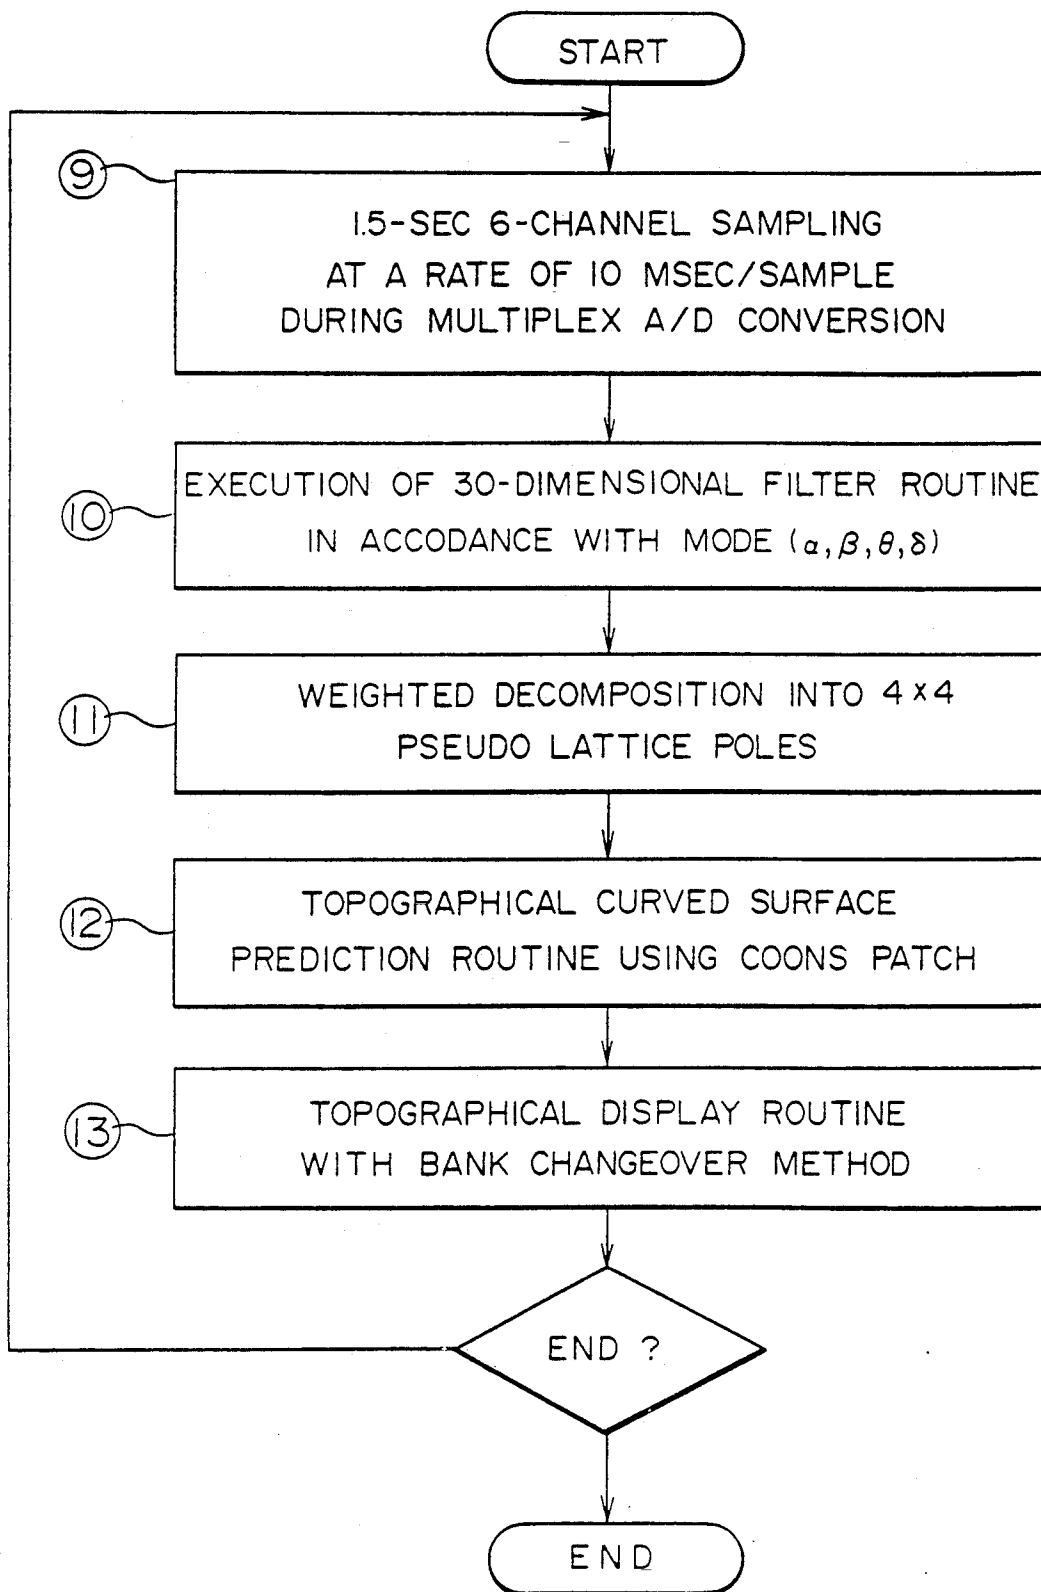 START
9
1.5-SEC 6-CHANNEL SAMPLING
AT A RATE OF 10 MSEC/SAMPLE
DURING MULTIPLEX A/D CONVERSION
10
EXECUTION OF 30-DIMENSIONAL FILTER ROUTINE
IN ACCODANCE WITH MODE (α,β,θ,δ)
11
WEIGHTED DECOMPOSITION INTO 4×4
PSEUDO LATTICE POLES
12
TOPOGRAPHICAL CURVED SURFACE
PREDICTION ROUTINE USING COONS PATCH
13
TOPOGRAPHICAL DISPLAY ROUTINE
WITH BANK CHANGEOVER METHOD
END ?
END